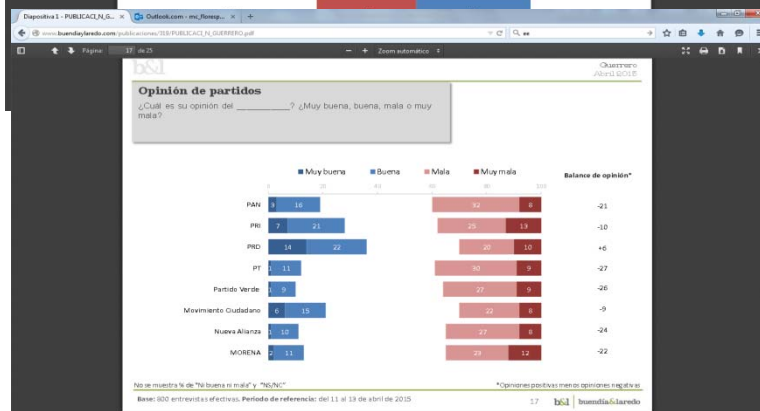 Diapositiva 1 - PUBLICACI_N_G...
Outlook.com - mc_floresp...
www.buendiaylaredo.com/publicaciones/318/PUBLICACI_N_GUERRERO.pdf
ee
Página: 17 de 25
Zoom automático
b&l
Guerrero
Abril 2015
Opinión de partidos
¿Cuál es su opinión del __________? ¿Muy buena, buena, mala o muy
mala?
Muy buena Buena Mala Muy mala Balance de opinión*
0 20 40 60 80 100
PAN 3 16 32 8 -21
PRI 7 21 25 13 -10
PRD 14 22 20 10 +6
PT 1 11 30 9 -27
Partido Verde 1 9 27 9 -26
Movimiento Ciudadano 6 15 22 8 -9
Nueva Alianza 1 10 27 8 -24
MORENA 2 11 23 12 -22
No se muestra % de "Ni buena ni mala" y "NS/NC"
*Opiniones positivas menos opiniones negativas
Base: 600 entrevistas efectivas. Periodo de referencia: del 11 al 13 de abril de 2015
17 b&l buendía&laredo